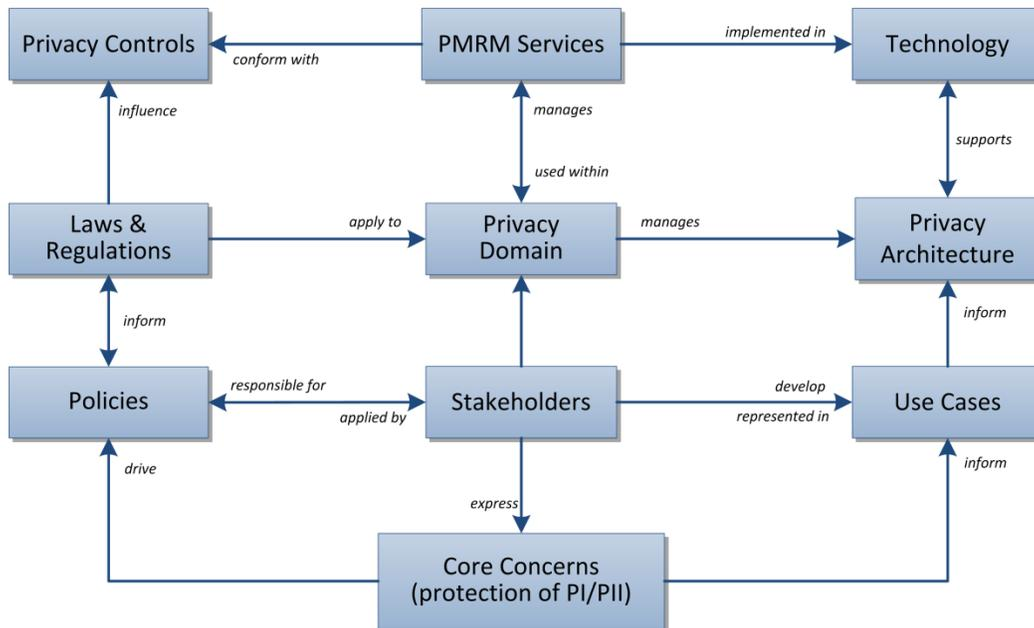 Privacy Controls
PMRM Services
Technology
conform with
implemented in
influence
manages
used within
supports
Laws &
Regulations
apply to
Privacy
Domain
manages
Privacy
Architecture
inform
inform
Policies
responsible for
applied by
Stakeholders
develop
represented in
Use Cases
drive
express
inform
Core Concerns
(protection of PI/PII)